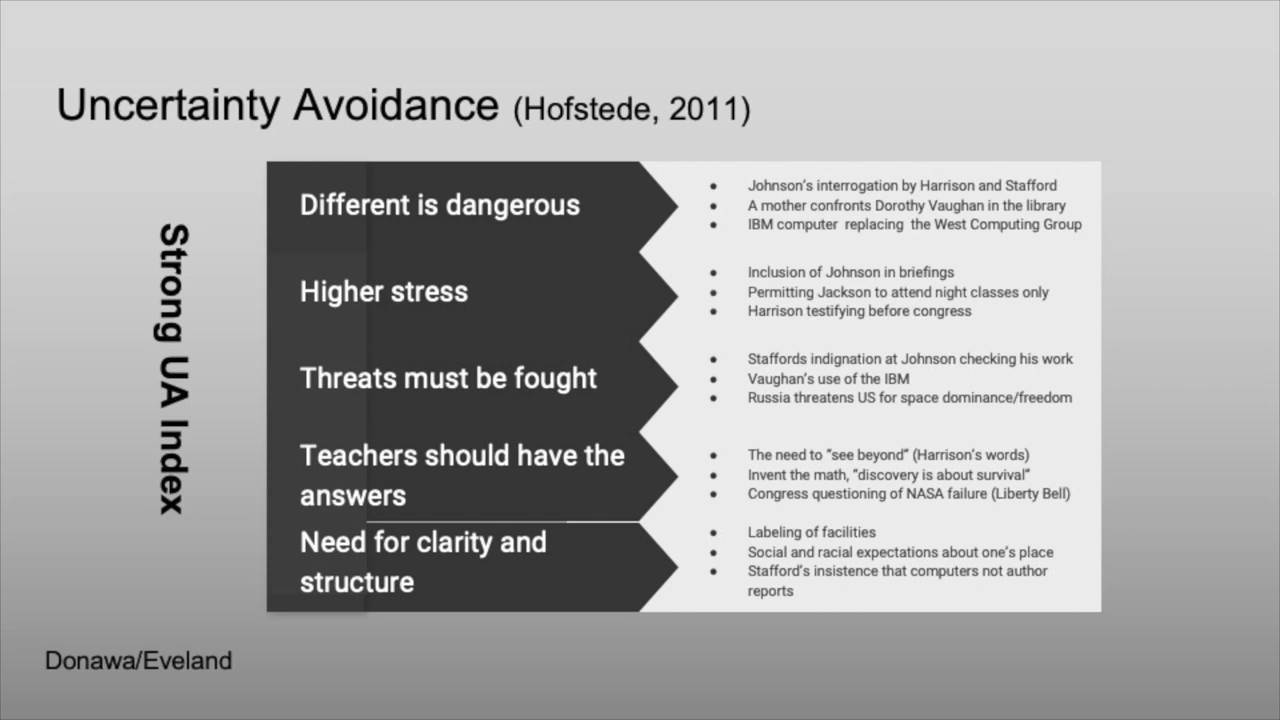 Uncertainty Avoidance (Hofstede, 2011)
Strong UA Index
Different is dangerous
● Johnson's interrogation by Harrison and Stafford
● A mother confronts Dorothy Vaughan in the library
● IBM computer replacing the West Computing Group
Higher stress
● Inclusion of Johnson in briefings
● Permitting Jackson to attend night classes only
● Harrison testifying before congress
Threats must be fought
● Staffords indignation at Johnson checking his work
● Vaughan's use of the IBM
● Russia threatens US for space dominance/freedom
Teachers should have the
answers
● The need to "see beyond" (Harrison's words)
● Invent the math, "discovery is about survival"
● Congress questioning of NASA failure (Liberty Bell)
Need for clarity and
structure
● Labeling of facilities
● Social and racial expectations about one's place
● Stafford's insistence that computers not author
reports
Donawa/Eveland